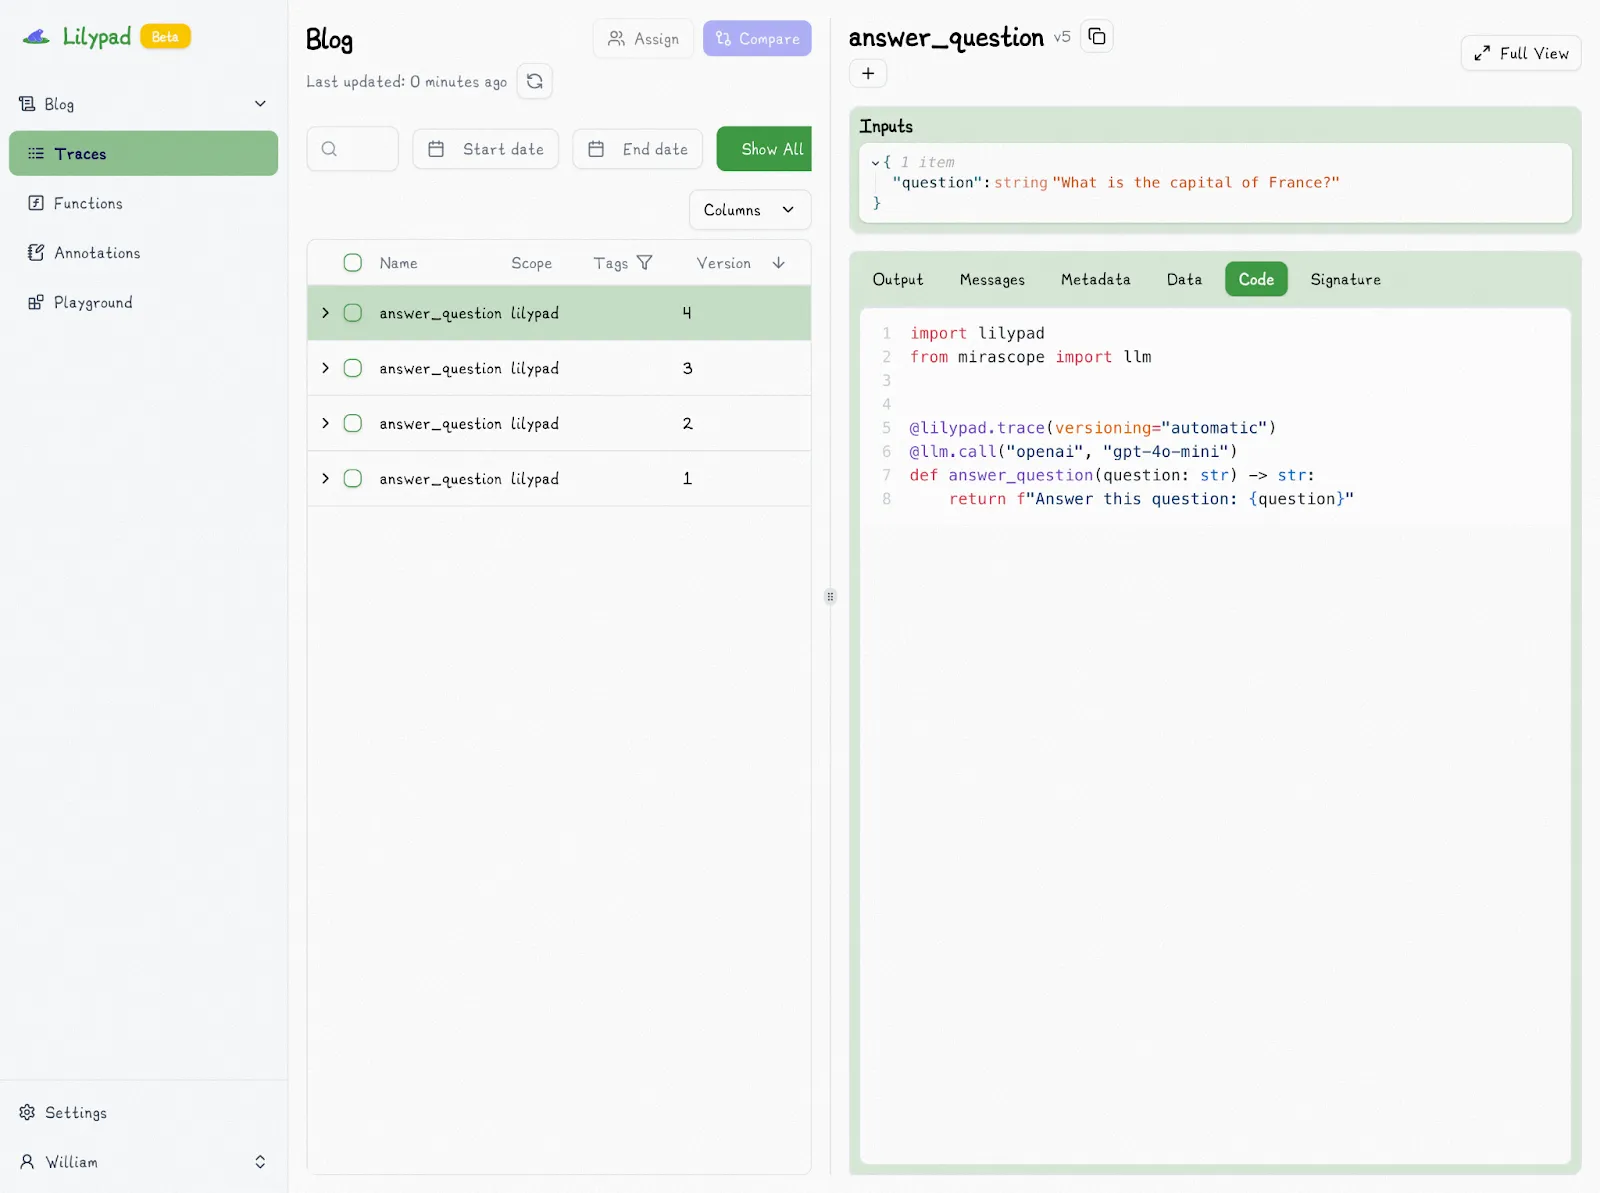 Lilypad Beta
Blog
Traces
Functions
Annotations
Playground
Settings
William
Blog
Assign
Compare
Last updated: 0 minutes ago
Start date
End date
Show All
Columns
Name Scope Tags Version
answer_question lilypad 4
answer_question lilypad 3
answer_question lilypad 2
answer_question lilypad 1
answer_question v5
+
Full View
Inputs
{ 1 item
"question": string "What is the capital of France?"
}
Output Messages Metadata Data Code Signature
1 import lilypad
2 from mirascope import llm
3
4
5 @lilypad.trace(versioning="automatic")
6 @llm.call("openai", "gpt-4o-mini")
7 def answer_question(question: str) -> str:
8     return f"Answer this question: {question}"